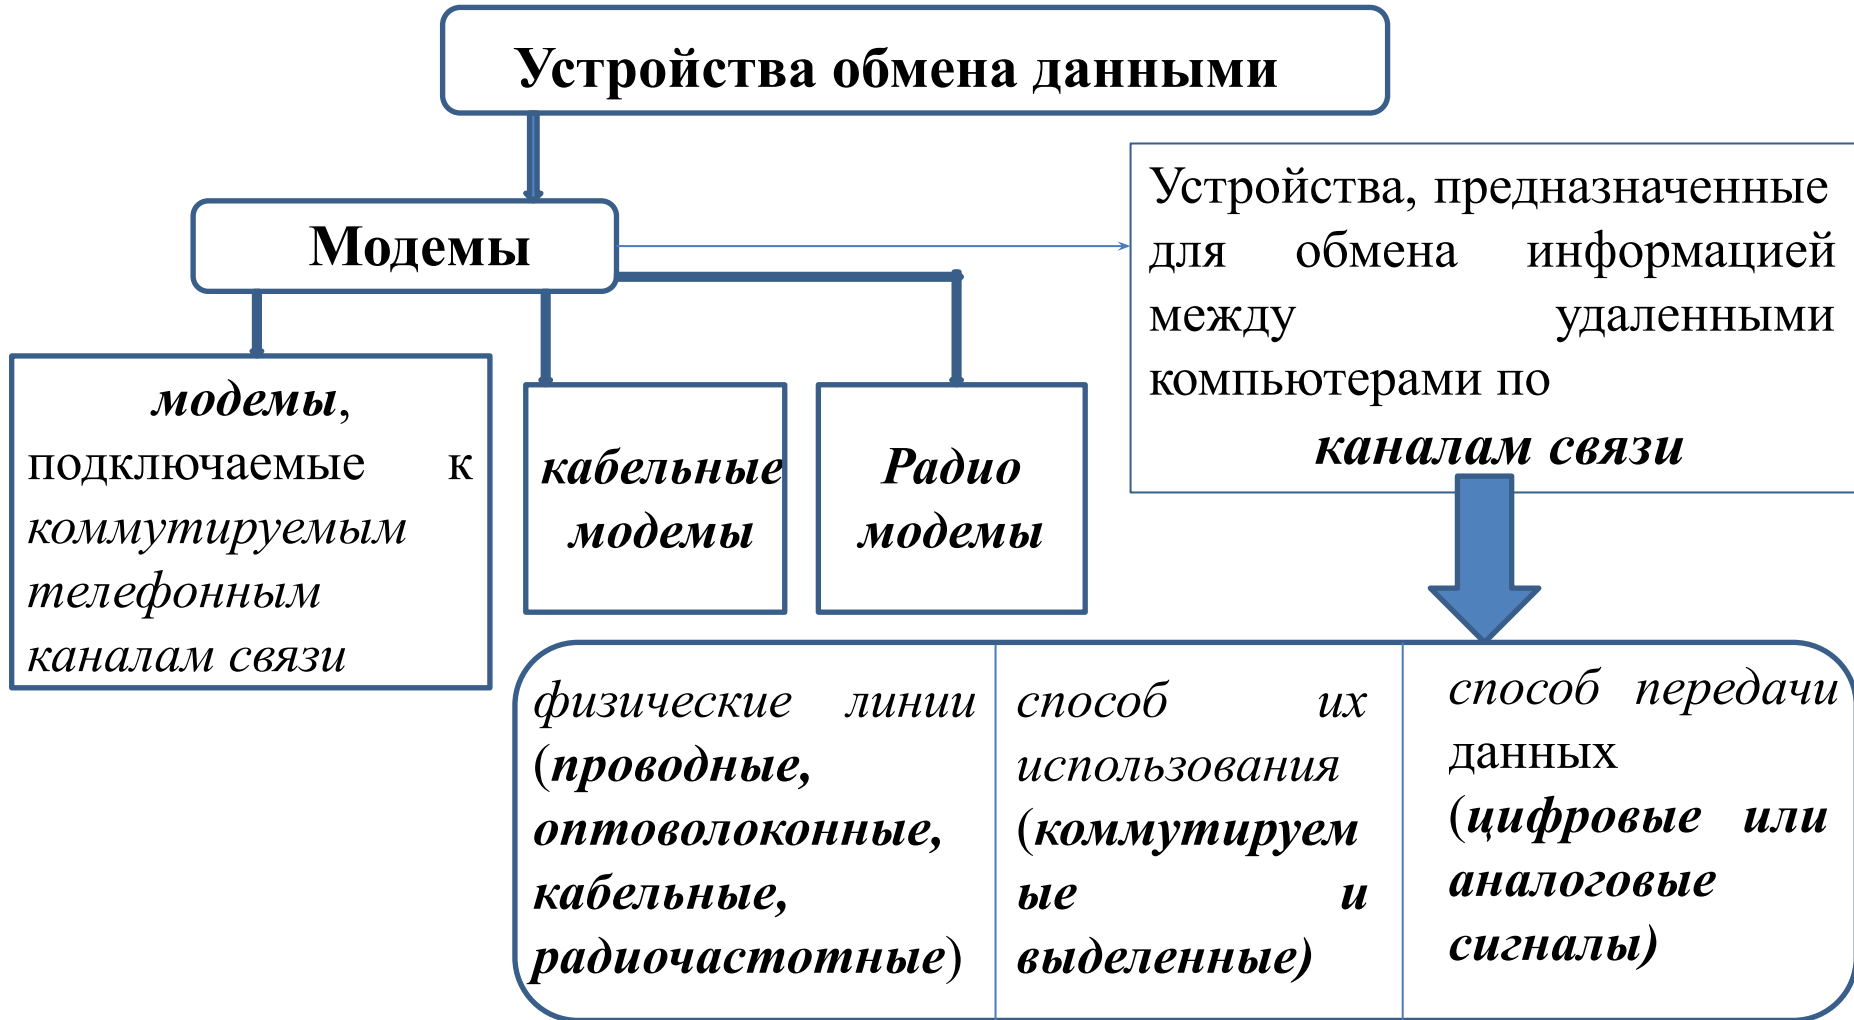 Устройства обмена данными
Модемы
Устройства, предназначенные
для обмена информацией
между удаленными
компьютерами по
каналам связи
модемы,
подключаемые к
коммутируемым
телефонным
каналам связи
кабельные
модемы
Радио
модемы
физические линии
(проводные,
оптоволоконные,
кабельные,
радиочастотные)
способ их
использования
(коммутируем
ые и
выделенные)
способ передачи
данных
(цифровые или
аналоговые
сигналы)